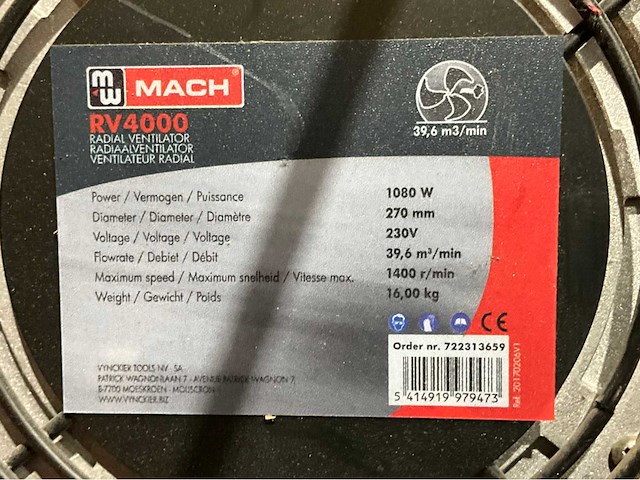 MW MACH
RV4000
RADIAL VENTILATOR
RADIAALVENTILATOR
VENTILATEUR RADIAL
39,6 m3/min
Power / Vermogen / Puissance 1080 W
Diameter / Diameter / Diamètre 270 mm
Voltage / Voltage / Voltage 230V
Flowrate / Debiet / Débit 39,6 m³/min
Maximum speed / Maximum snelheid / Vitesse max. 1400 r/min
Weight / Gewicht / Poids 16,00 kg
CE
Order nr. 722313659
5 414919 979473
Ref. 20170206V1
VYNCKIER TOOLS NV - SA
PATRICK WAGNONLAAN 7 - AVENUE PATRICK WAGNON 7,
B-7700 MOESKROEN - MOUSCRON
WWW.VYNCKIER.BIZ